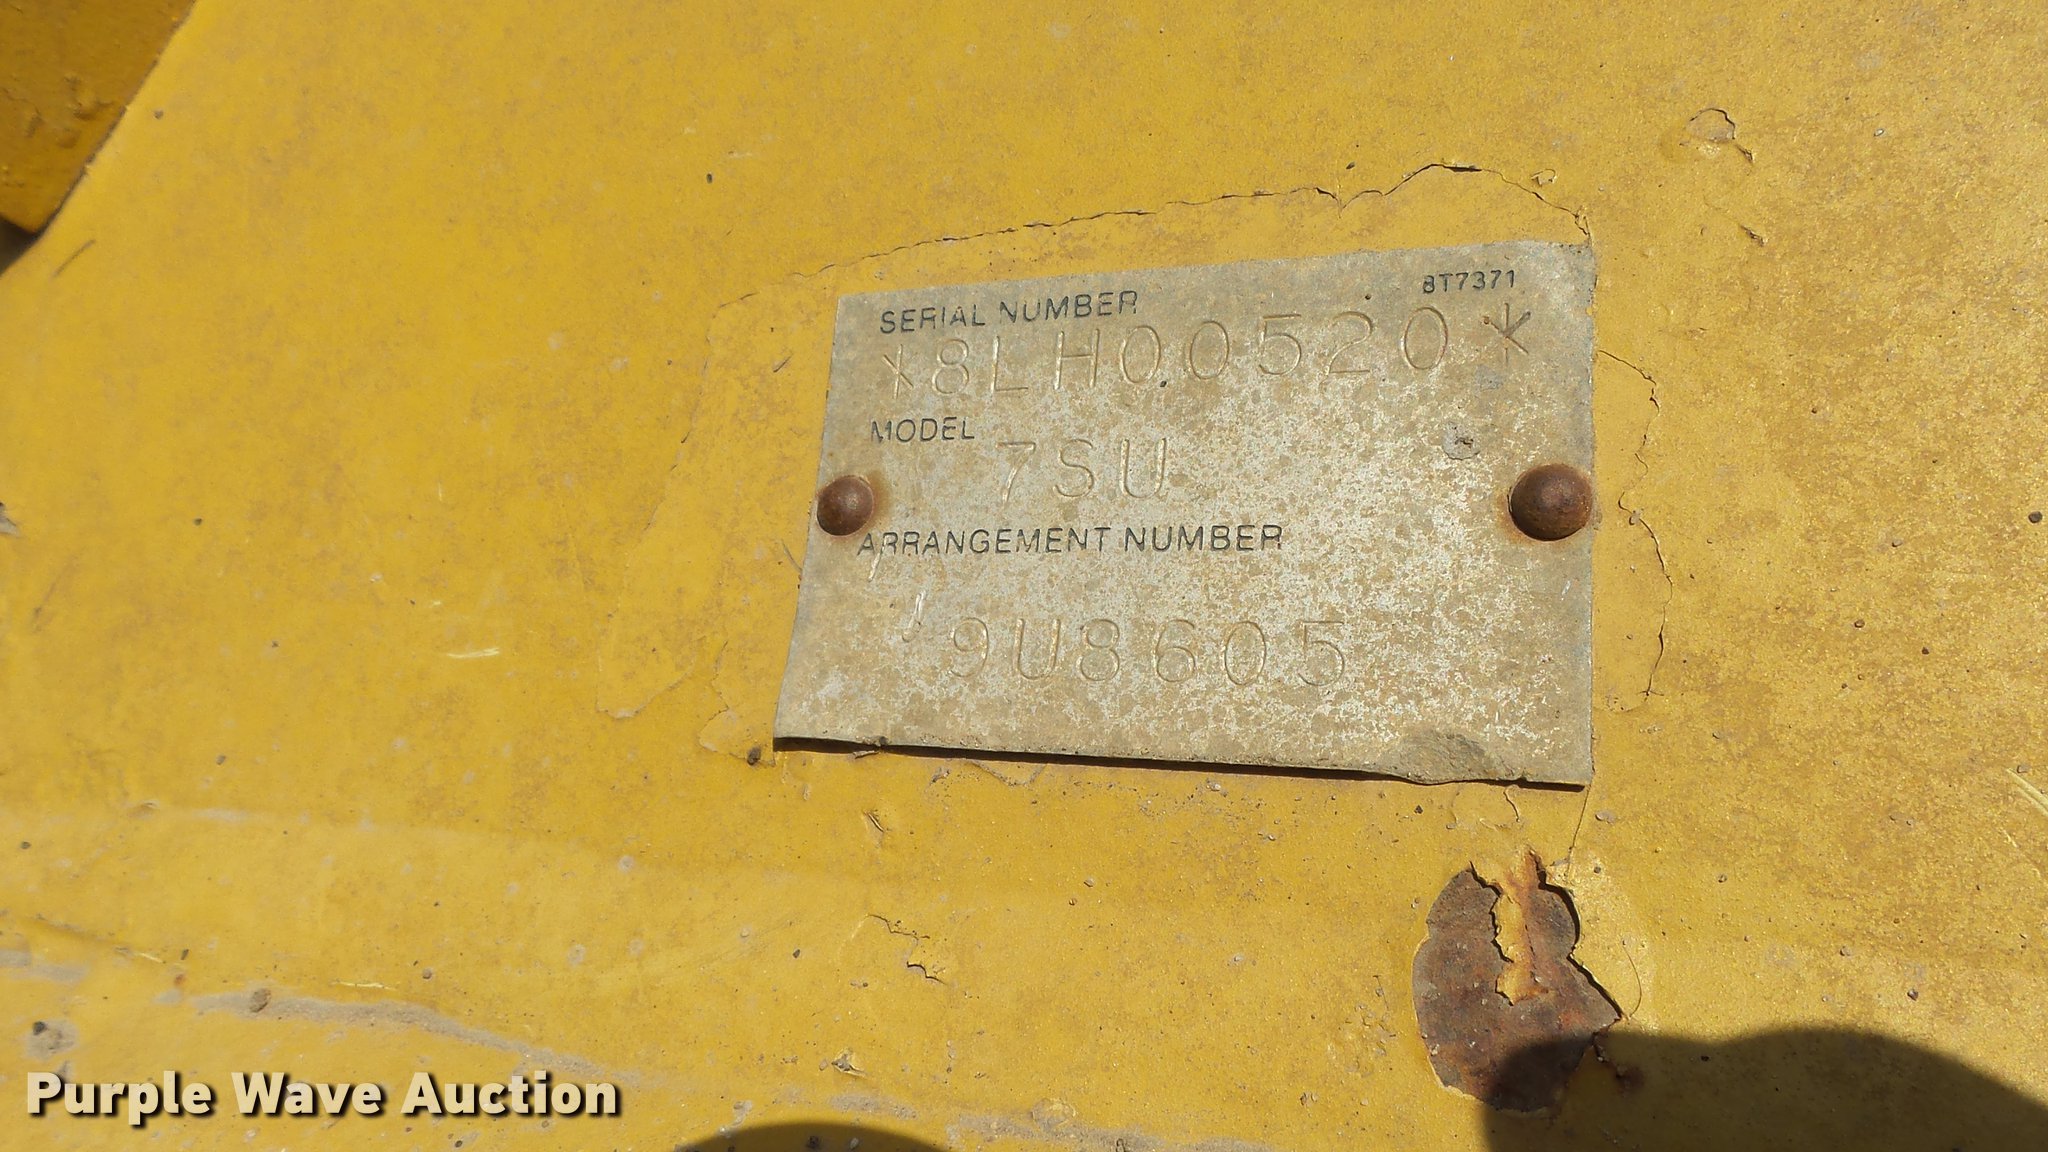 SERIAL NUMBER 8T7371
*8LH00520*
MODEL
7SU
ARRANGEMENT NUMBER
9U8605
Purple Wave Auction